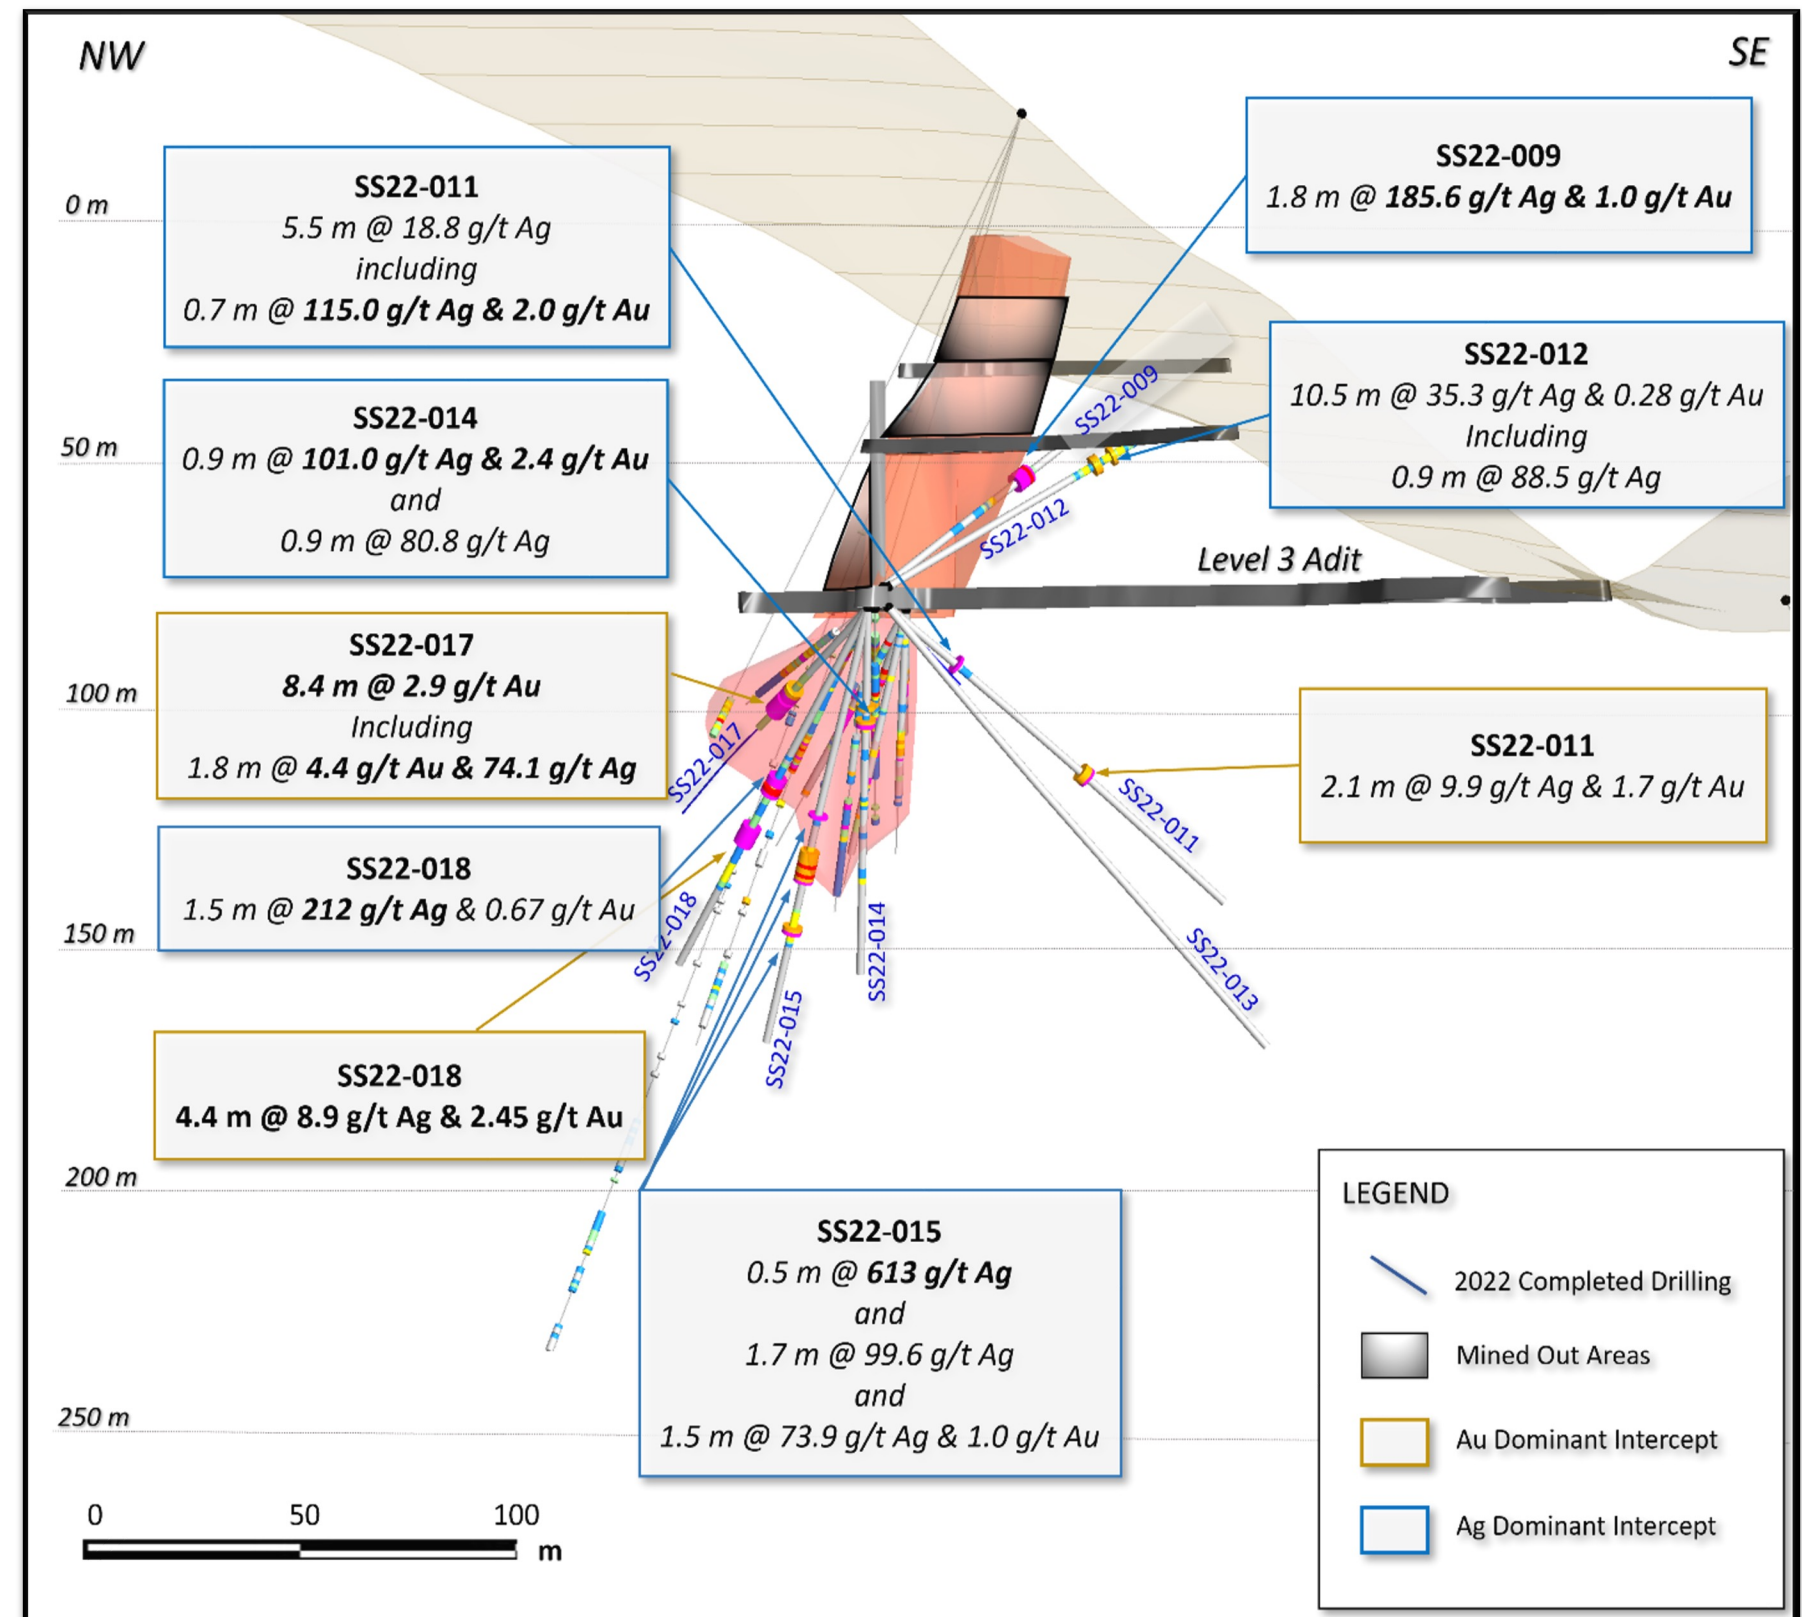 NW
SE
SS22-009
1.8 m @ 185.6 g/t Ag & 1.0 g/t Au
SS22-011
5.5 m @ 18.8 g/t Ag
including
0.7 m @ 115.0 g/t Ag & 2.0 g/t Au
0 m
SS22-012
10.5 m @ 35.3 g/t Ag & 0.28 g/t Au
Including
0.9 m @ 88.5 g/t Ag
SS22-009
SS22-014
0.9 m @ 101.0 g/t Ag & 2.4 g/t Au
and
0.9 m @ 80.8 g/t Ag
50 m
SS22-012
Level 3 Adit
SS22-017
8.4 m @ 2.9 g/t Au
Including
1.8 m @ 4.4 g/t Au & 74.1 g/t Ag
100 m
SS22-017
SS22-011
2.1 m @ 9.9 g/t Ag & 1.7 g/t Au
SS22-011
SS22-018
1.5 m @ 212 g/t Ag & 0.67 g/t Au
150 m
SS22-018
SS22-014
SS22-013
SS22-015
SS22-018
4.4 m @ 8.9 g/t Ag & 2.45 g/t Au
200 m
SS22-015
0.5 m @ 613 g/t Ag
and
1.7 m @ 99.6 g/t Ag
and
1.5 m @ 73.9 g/t Ag & 1.0 g/t Au
250 m
LEGEND
2022 Completed Drilling
Mined Out Areas
Au Dominant Intercept
Ag Dominant Intercept
0 50 100
m